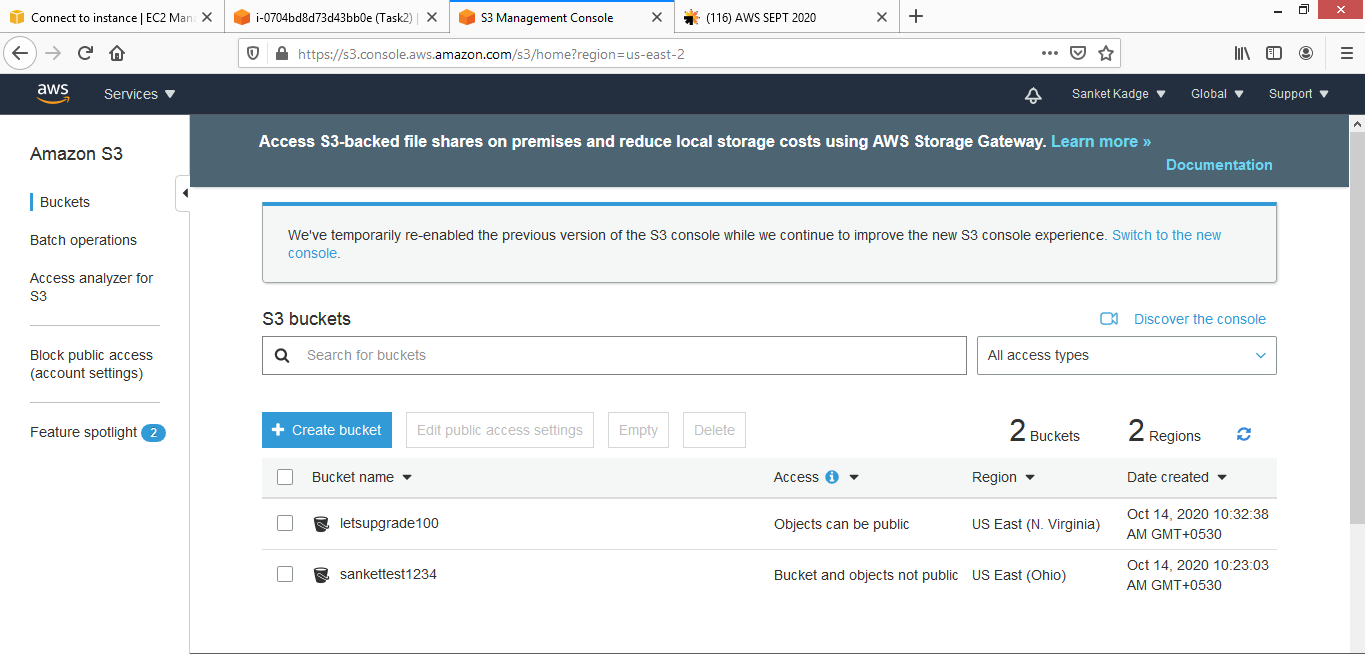 Connect to instance | EC2 Man
i-0704bd8d73d43bb0e (Task2) |
S3 Management Console
(116) AWS SEPT 2020
https://s3.console.aws.amazon.com/s3/home?region=us-east-2
aws
Services
Sanket Kadge
Global
Support
Amazon S3
Buckets
Batch operations
Access analyzer for
S3
Block public access
(account settings)
Feature spotlight 2
Access S3-backed file shares on premises and reduce local storage costs using AWS Storage Gateway. Learn more »
Documentation
We've temporarily re-enabled the previous version of the S3 console while we continue to improve the new S3 console experience. Switch to the new
console.
S3 buckets
Discover the console
Search for buckets
All access types
Create bucket
Edit public access settings
Empty
Delete
2 Buckets
2 Regions
Bucket name
Access
Region
Date created
letsupgrade100
Objects can be public
US East (N. Virginia)
Oct 14, 2020 10:32:38
AM GMT+0530
sankettest1234
Bucket and objects not public
US East (Ohio)
Oct 14, 2020 10:23:03
AM GMT+0530